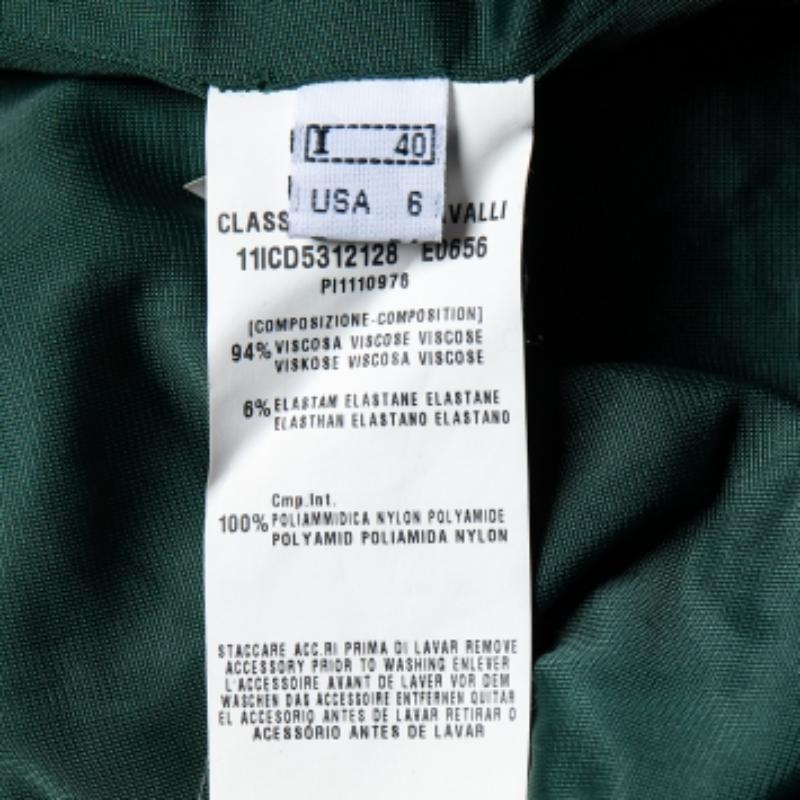 I 40
USA 6
CLASS VALLI
11ICD5312128 E0656
PI1110976
[COMPOSIZIONE-COMPOSITION]
94% VISCOSA VISCOSE VISCOSE
VISKOSE VISCOSA VISCOSE
6% ELASTAM ELASTANE ELASTANE
ELASTHAN ELASTANO ELASTANO
Cmp.Int.
100% POLIAMMIDICA NYLON POLYAMIDE
POLYAMID POLIAMIDA NYLON
STACCARE ACC.RI PRIMA DI LAVAR REMOVE
ACCESSORY PRIOR TO WASHING ENLEVER
L'ACCESSOIRE AVANT DE LAVER VOR DEM
WASCHEN DAS ACCESSOIRE ENTFERNEN QUITAR
EL ACCESORIO ANTES DE LAVAR RETIRAR O
ACESSÓRIO ANTES DE LAVAR